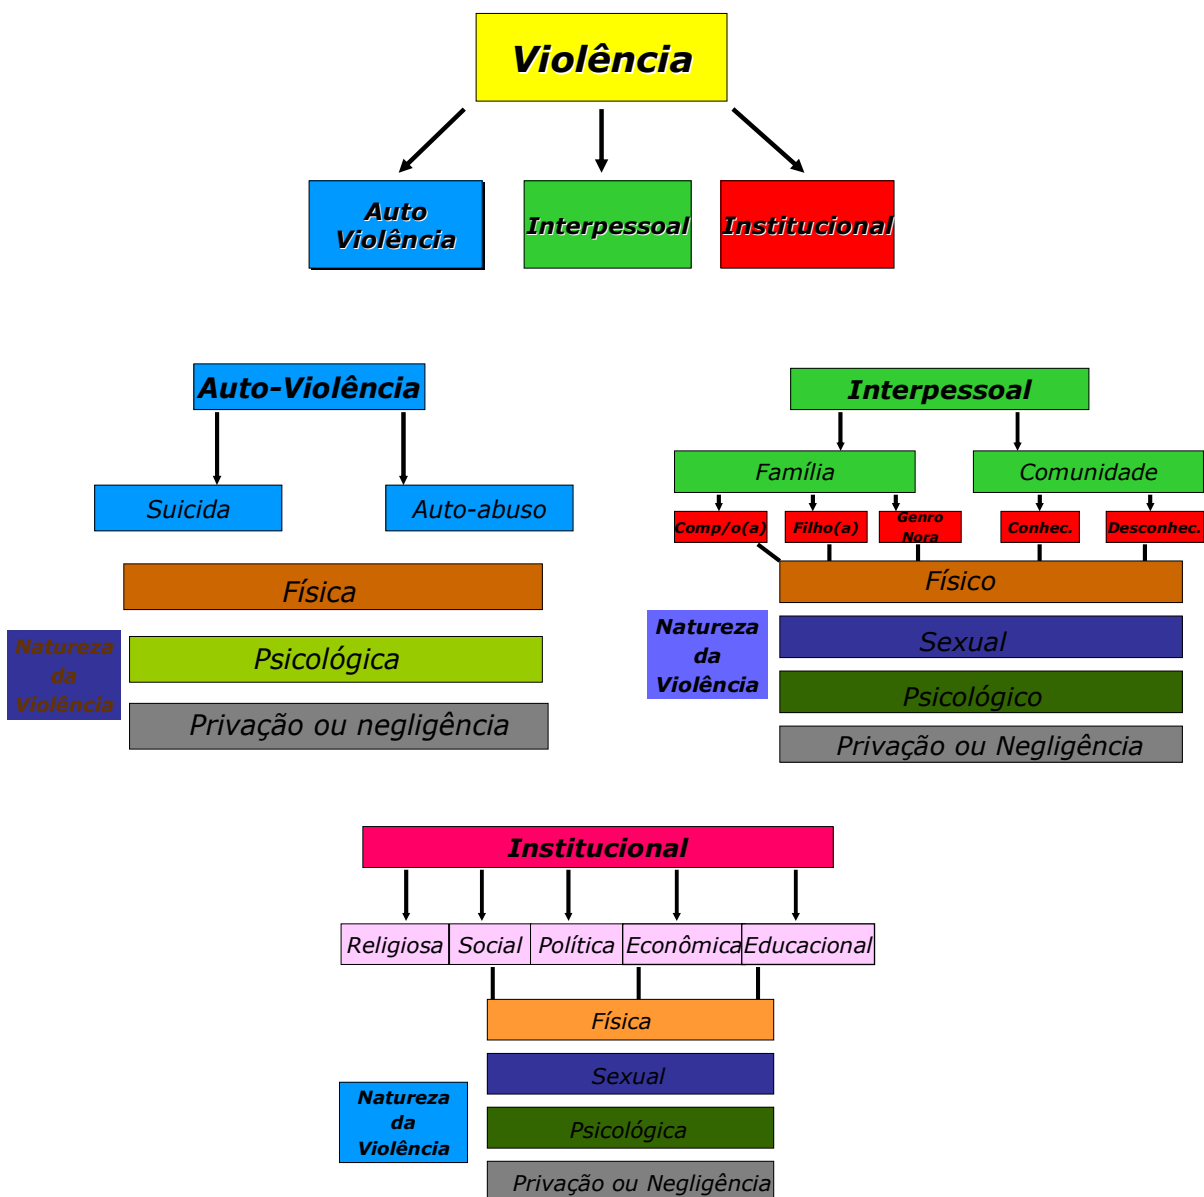 Violência
Auto
Violência
Interpessoal
Institucional
Auto-Violência
Suicida
Auto-abuso
Física
Natureza
da
Violência
Psicológica
Privação ou negligência
Interpessoal
Família
Comunidade
Comp/o(a)
Filho(a)
Genro
Nora
Conhec.
Desconhec.
Físico
Natureza
da
Violência
Sexual
Psicológico
Privação ou Negligência
Institucional
Religiosa
Social
Política
Econômica
Educacional
Física
Sexual
Natureza
da
Violência
Psicológica
Privação ou Negligência